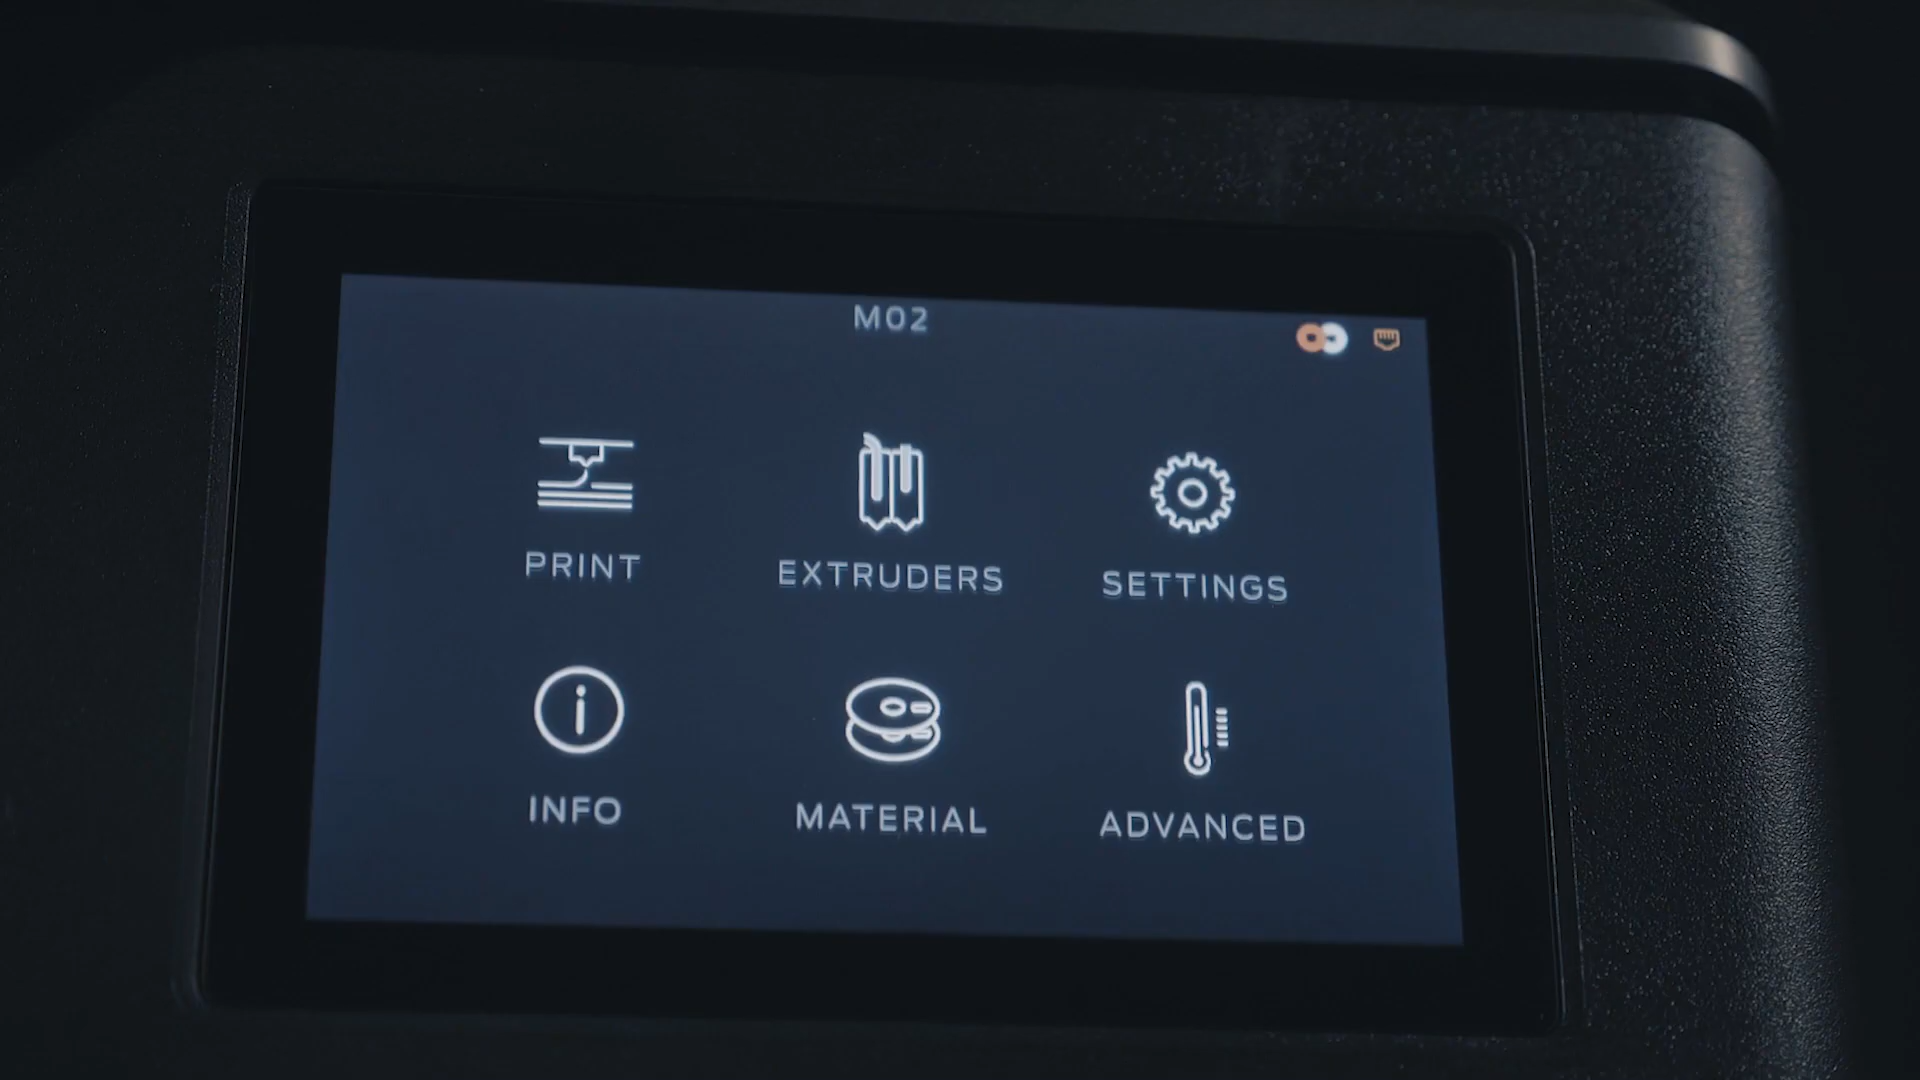 M02
PRINT
EXTRUDERS
SETTINGS
INFO
MATERIAL
ADVANCED